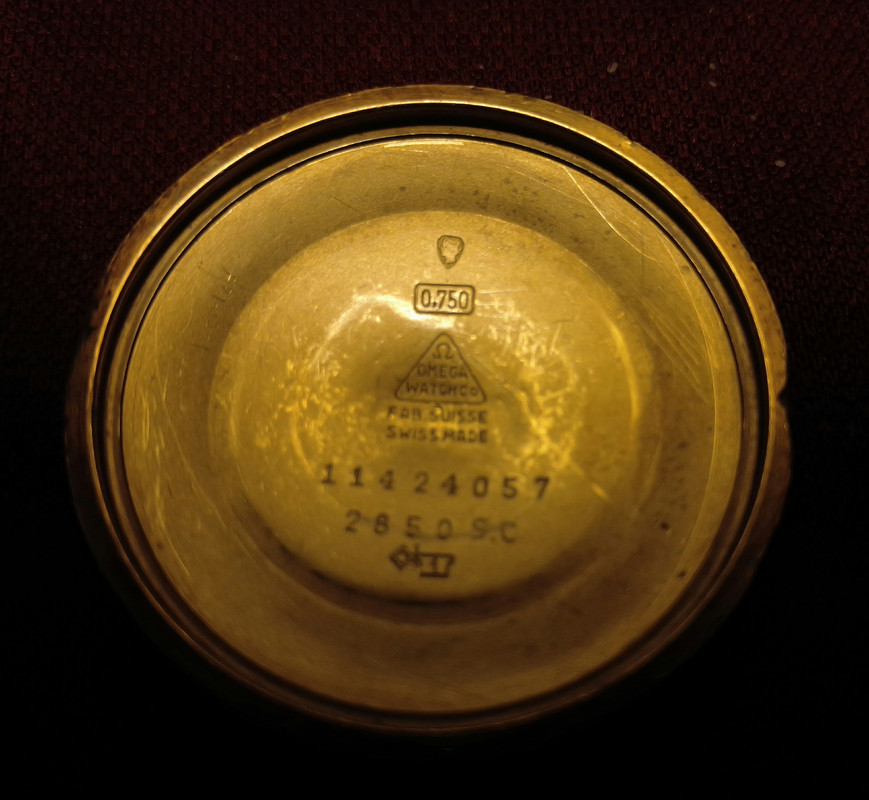 0.750
Ω
OMEGA
WATCH Co
FAB. SUISSE
SWISS MADE
11424057
2850 S.C